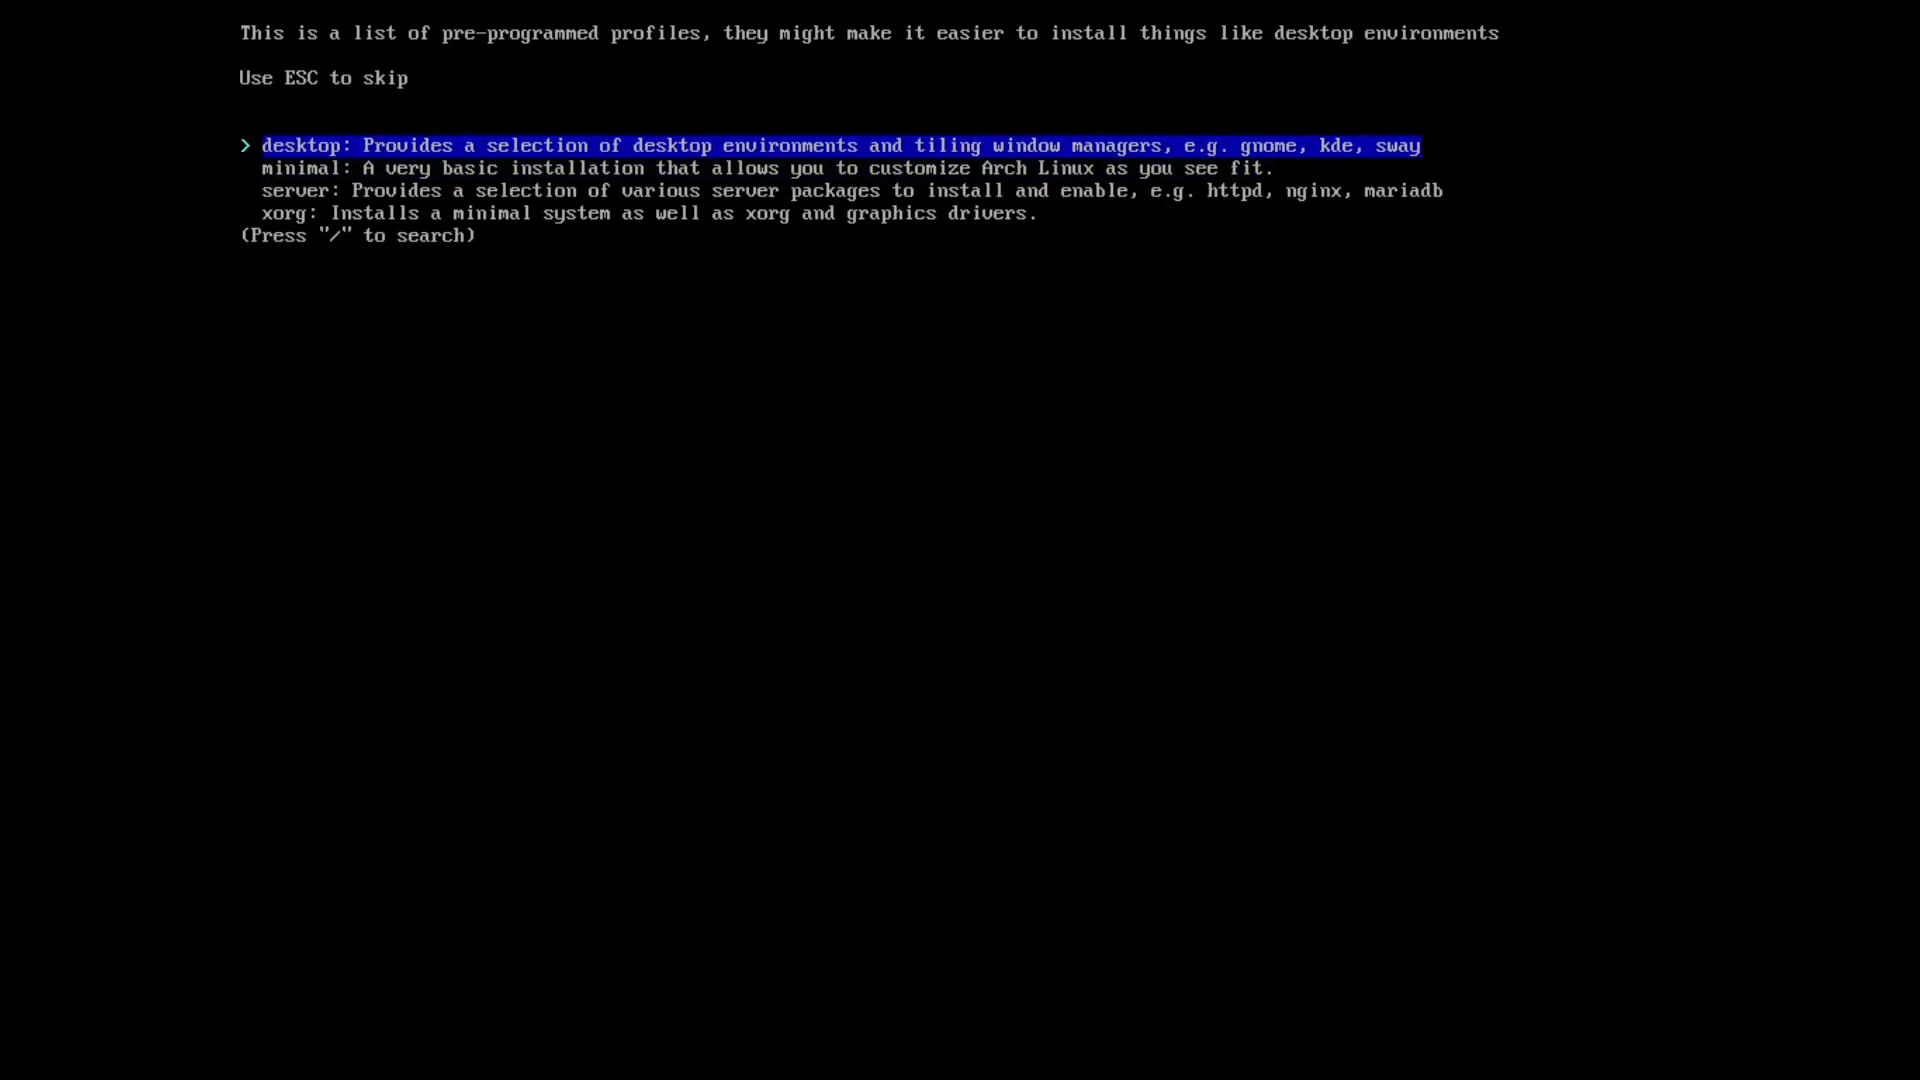 This is a list of pre-programmed profiles, they might make it easier to install things like desktop environments
Use ESC to skip
> desktop: Provides a selection of desktop environments and tiling window managers, e.g. gnome, kde, sway
minimal: A very basic installation that allows you to customize Arch Linux as you see fit.
server: Provides a selection of various server packages to install and enable, e.g. httpd, nginx, mariadb
xorg: Installs a minimal system as well as xorg and graphics drivers.
(Press "/" to search)